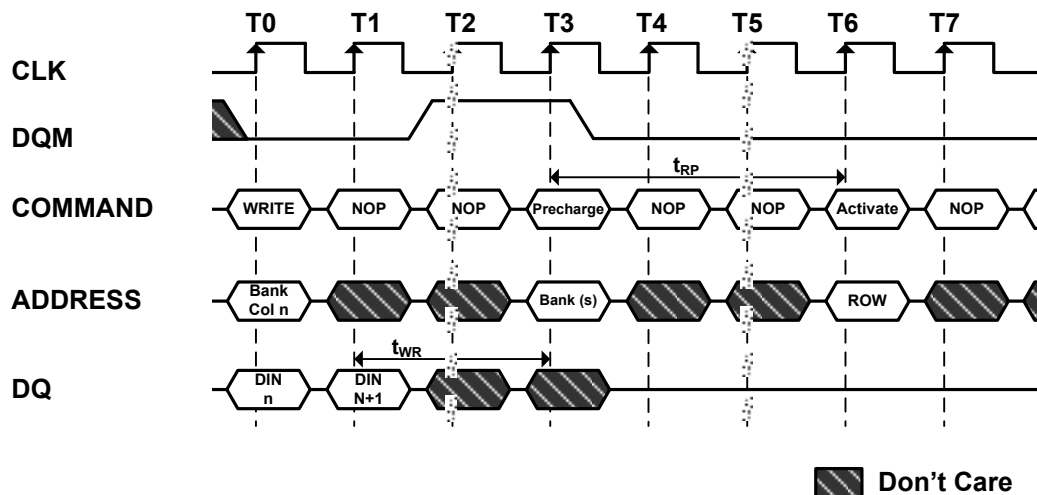 T0 T1 T2 T3 T4 T5 T6 T7
CLK
DQM
tRP
COMMAND WRITE NOP NOP Precharge NOP NOP Activate NOP
ADDRESS Bank Col n Bank (s) ROW
tWR
DQ DIN n DIN N+1
Don't Care